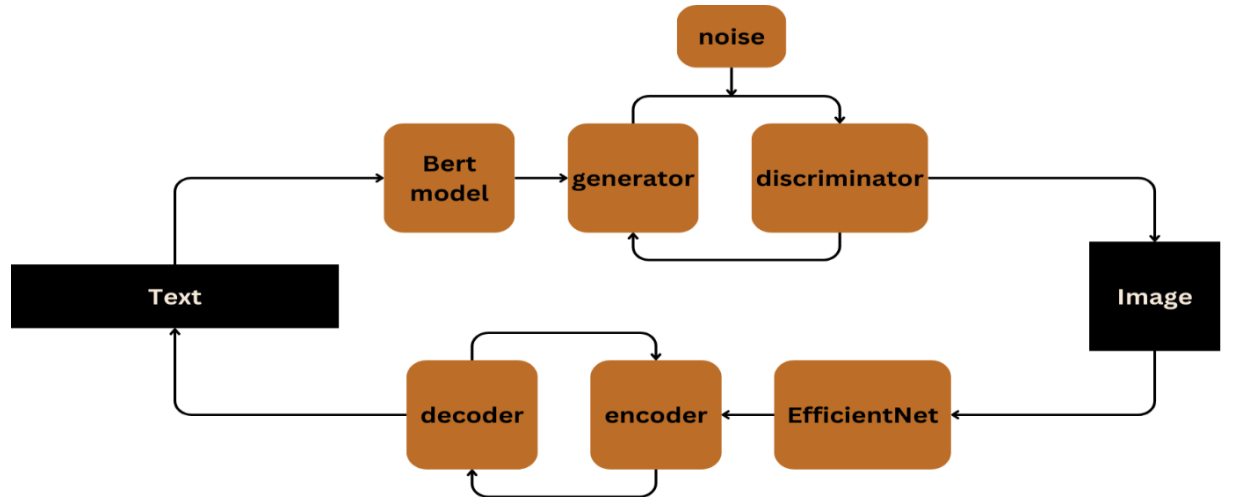 noise
Bert
model
generator
discriminator
Text
Image
decoder
encoder
EfficientNet